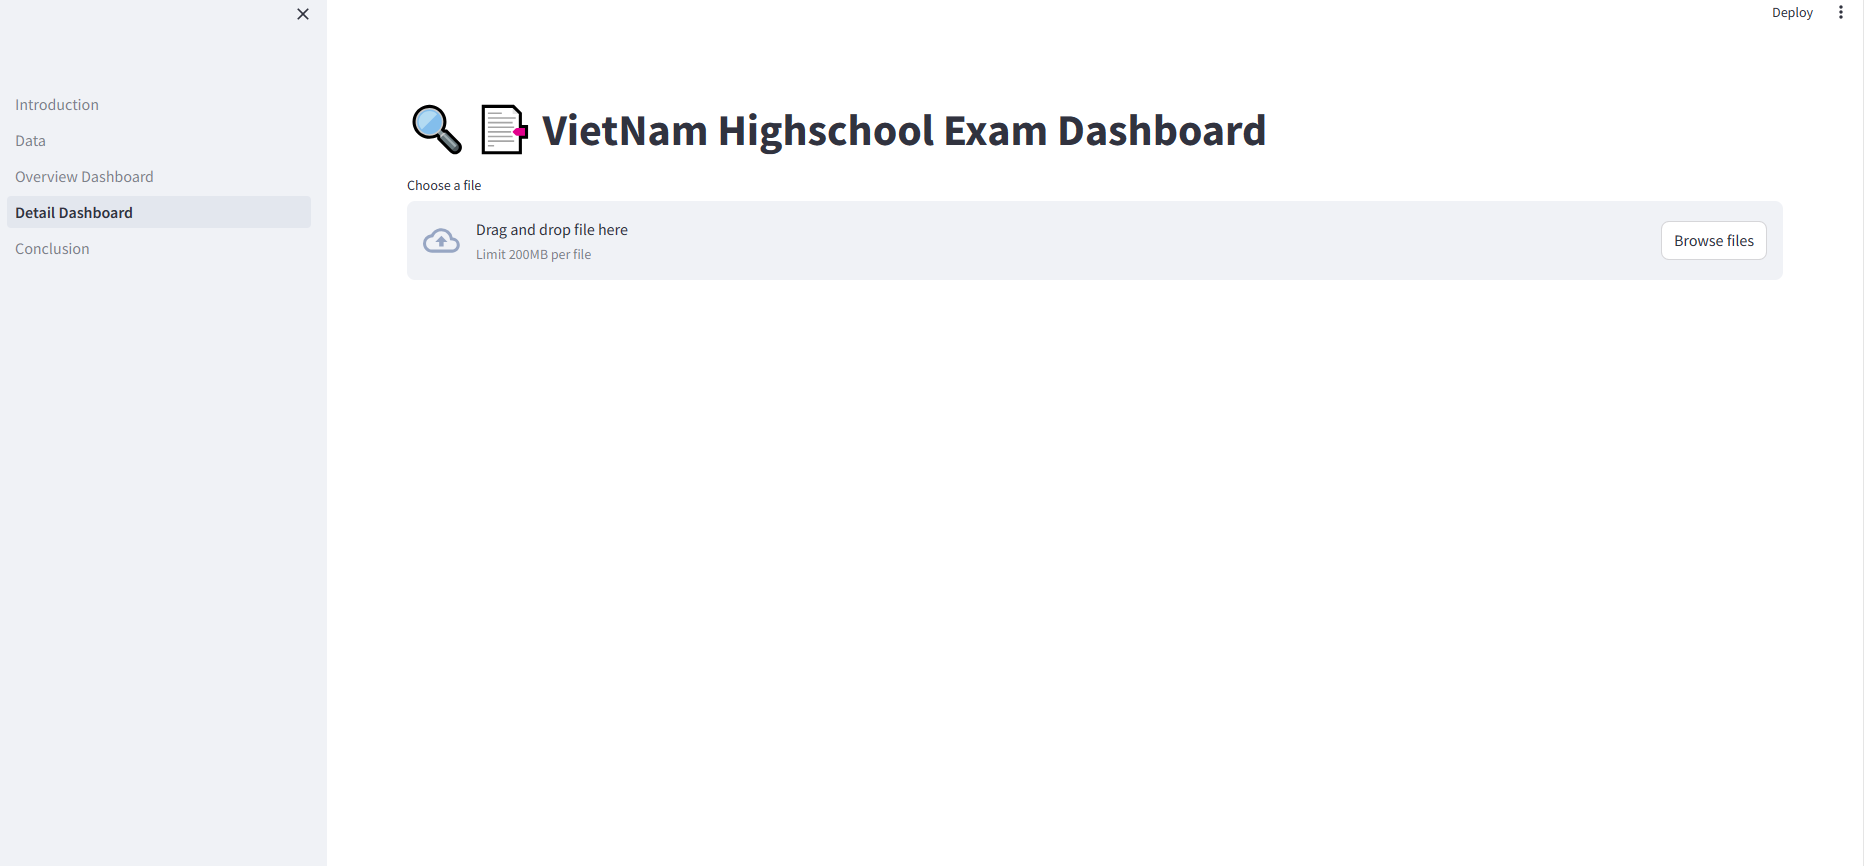 Deploy
Introduction
Data
Overview Dashboard
Detail Dashboard
Conclusion
VietNam Highschool Exam Dashboard
Choose a file
Drag and drop file here
Limit 200MB per file
Browse files